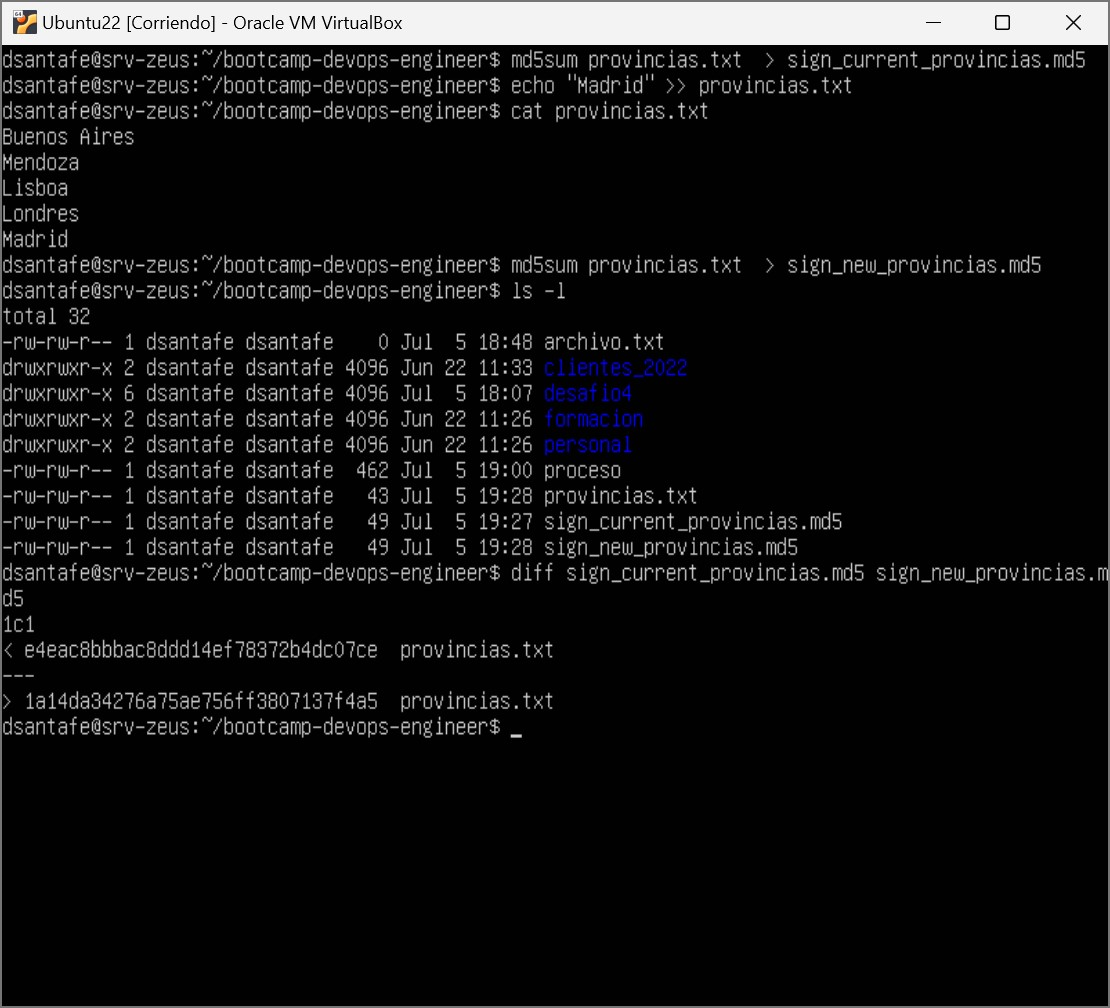 Ubuntu22 [Corriendo] - Oracle VM VirtualBox
dsantafe@srv-zeus:~/bootcamp-devops-engineer$ md5sum provincias.txt  > sign_current_provincias.md5
dsantafe@srv-zeus:~/bootcamp-devops-engineer$ echo "Madrid" >> provincias.txt
dsantafe@srv-zeus:~/bootcamp-devops-engineer$ cat provincias.txt
Buenos Aires
Mendoza
Lisboa
Londres
Madrid
dsantafe@srv-zeus:~/bootcamp-devops-engineer$ md5sum provincias.txt  > sign_new_provincias.md5
dsantafe@srv-zeus:~/bootcamp-devops-engineer$ ls -l
total 32
-rw-rw-r-- 1 dsantafe dsantafe    0 Jul  5 18:48 archivo.txt
drwxrwxr-x 2 dsantafe dsantafe 4096 Jun 22 11:33 clientes_2022
drwxrwxr-x 6 dsantafe dsantafe 4096 Jul  5 18:07 desafio4
drwxrwxr-x 2 dsantafe dsantafe 4096 Jun 22 11:26 formacion
drwxrwxr-x 2 dsantafe dsantafe 4096 Jun 22 11:26 personal
-rw-rw-r-- 1 dsantafe dsantafe  462 Jul  5 19:00 proceso
-rw-rw-r-- 1 dsantafe dsantafe   43 Jul  5 19:28 provincias.txt
-rw-rw-r-- 1 dsantafe dsantafe   49 Jul  5 19:27 sign_current_provincias.md5
-rw-rw-r-- 1 dsantafe dsantafe   49 Jul  5 19:28 sign_new_provincias.md5
dsantafe@srv-zeus:~/bootcamp-devops-engineer$ diff sign_current_provincias.md5 sign_new_provincias.m
d5
1c1
< e4eac8bbbac8ddd14ef78372b4dc07ce  provincias.txt
---
> 1a14da34276a75ae756ff3807137f4a5  provincias.txt
dsantafe@srv-zeus:~/bootcamp-devops-engineer$ _